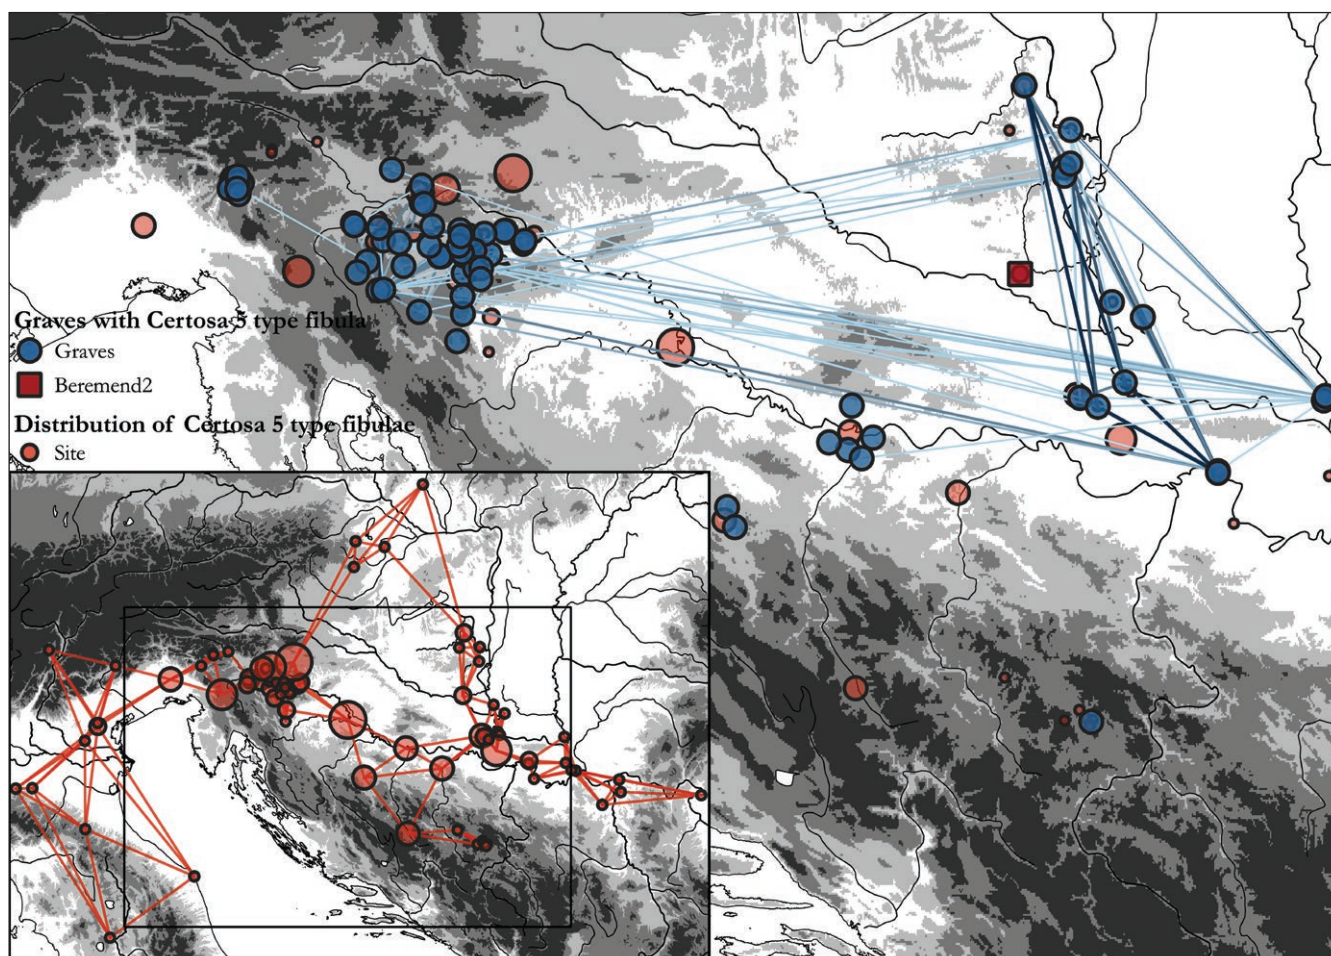 Graves with Certosa 5 type fibula
Graves
Beremend2
Distribution of Certosa 5 type fibulae
Site